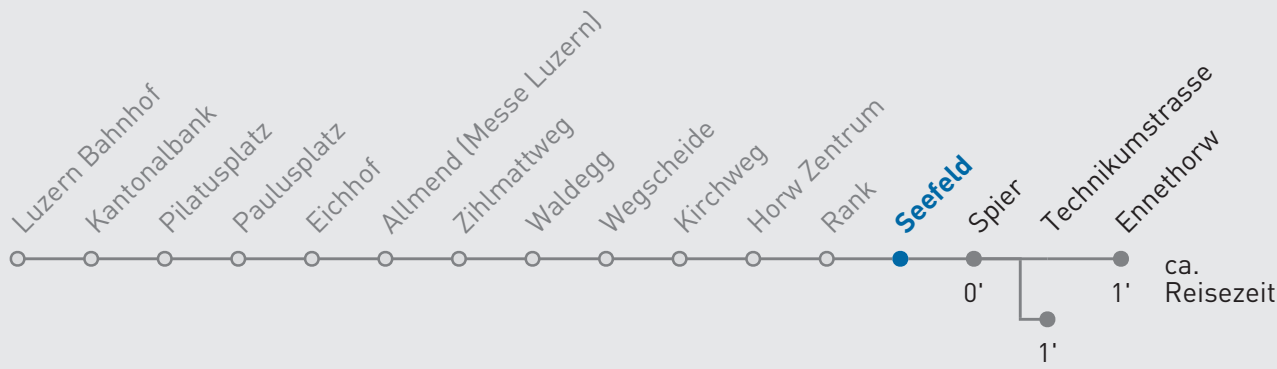 Luzern Bahnhof
Kantonalbank
Pilatusplatz
Paulusplatz
Eichhof
Allmend (Messe Luzern)
Zihlmattweg
Waldegg
Wegscheide
Kirchweg
Horw Zentrum
Rank
Seefeld
Spier
Technikumstrasse
Ennethorw
0'
1'
ca.
Reisezeit
1'